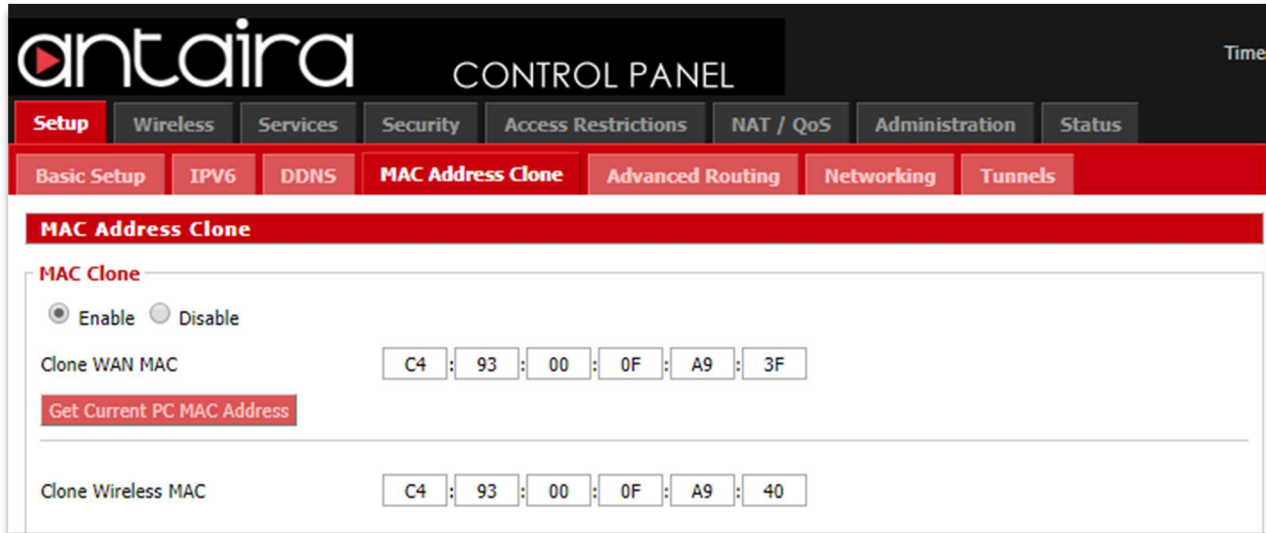 antaira CONTROL PANEL
Time
Setup Wireless Services Security Access Restrictions NAT / QoS Administration Status
Basic Setup IPV6 DDNS MAC Address Clone Advanced Routing Networking Tunnels
MAC Address Clone
MAC Clone
Enable Disable
Clone WAN MAC C4 : 93 : 00 : 0F : A9 : 3F
Get Current PC MAC Address
Clone Wireless MAC C4 : 93 : 00 : 0F : A9 : 40